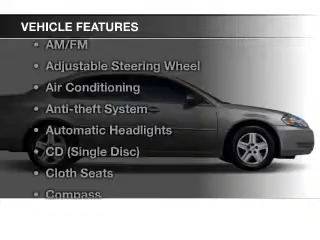 VEHICLE FEATURES
• AM/FM
• Adjustable Steering Wheel
• Air Conditioning
• Anti-theft System
• Automatic Headlights
• CD (Single Disc)
• Cloth Seats
• Compass